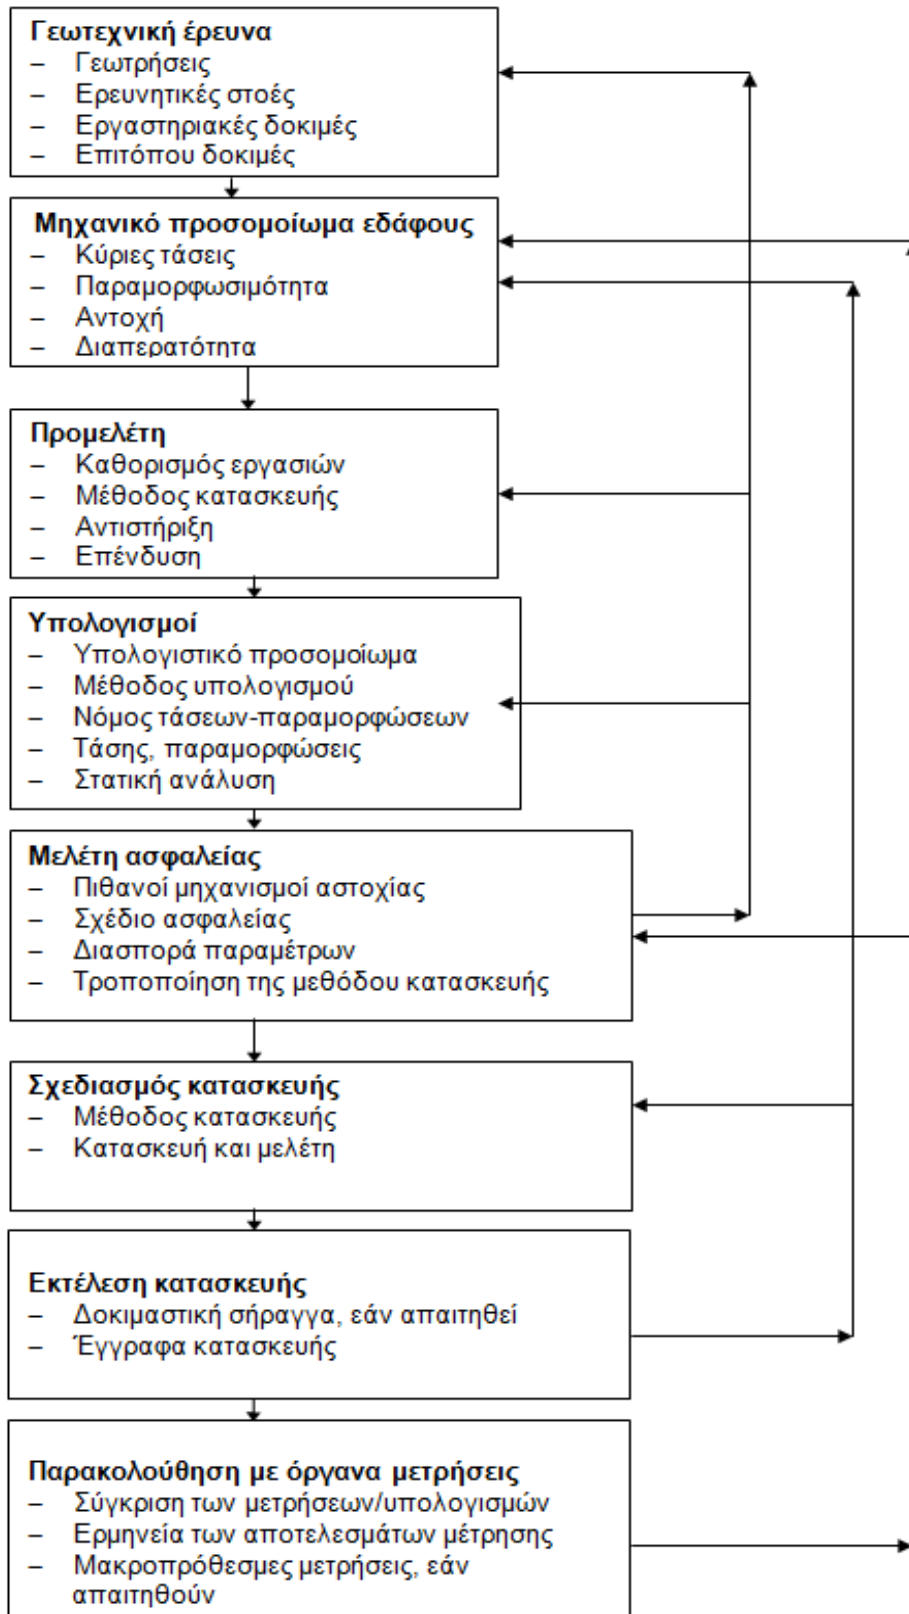 Γεωτεχνική έρευνα
– Γεωτρήσεις
– Ερευνητικές στοές
– Εργαστηριακές δοκιμές
– Επιτόπου δοκιμές
Μηχανικό προσομοίωμα εδάφους
– Κύριες τάσεις
– Παραμορφωσιμότητα
– Αντοχή
– Διαπερατότητα
Προμελέτη
– Καθορισμός εργασιών
– Μέθοδος κατασκευής
– Αντιστήριξη
– Επένδυση
Υπολογισμοί
– Υπολογιστικό προσομοίωμα
– Μέθοδος υπολογισμού
– Νόμος τάσεων-παραμορφώσεων
– Τάσης, παραμορφώσεις
– Στατική ανάλυση
Μελέτη ασφαλείας
– Πιθανοί μηχανισμοί αστοχίας
– Σχέδιο ασφαλείας
– Διασπορά παραμέτρων
– Τροποποίηση της μεθόδου κατασκευής
Σχεδιασμός κατασκευής
– Μέθοδος κατασκευής
– Κατασκευή και μελέτη
Εκτέλεση κατασκευής
– Δοκιμαστική σήραγγα, εάν απαιτηθεί
– Έγγραφα κατασκευής
Παρακολούθηση με όργανα μετρήσεις
– Σύγκριση των μετρήσεων/υπολογισμών
– Ερμηνεία των αποτελεσμάτων μέτρησης
– Μακροπρόθεσμες μετρήσεις, εάν
απαιτηθούν